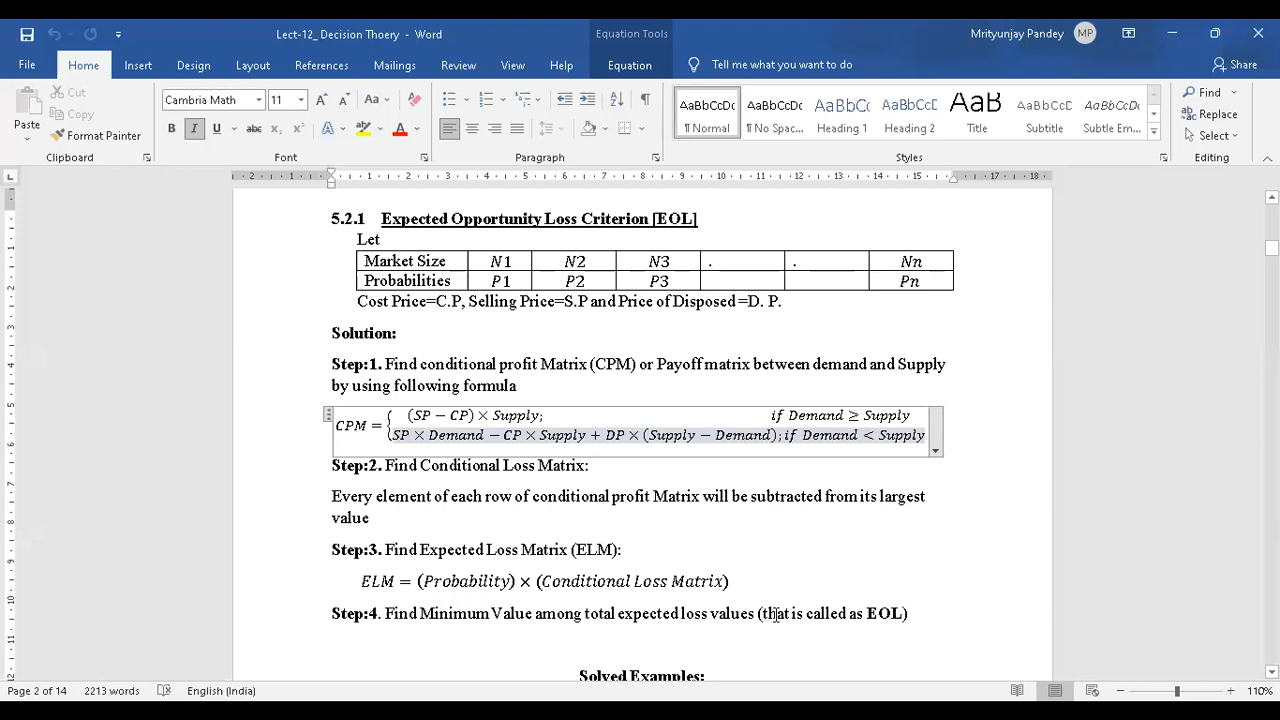 Lect-12_ Decision Thoery - Word
Equation Tools
Mrityunjay Pandey
MP
File
Home
Insert
Design
Layout
References
Mailings
Review
View
Help
Equation
Tell me what you want to do
Share
Paste
Cut
Copy
Format Painter
Clipboard
Cambria Math
11
Font
Paragraph
AaBbCcDc
¶ Normal
AaBbCcDc
¶ No Spac...
AaBbCc
Heading 1
AaBbCcD
Heading 2
AaB
Title
AaBbCcD
Subtitle
AaBbCcDc
Subtle Em...
Styles
Find
Replace
Select
Editing
5.2.1 Expected Opportunity Loss Criterion [EOL]
Let
Market Size N1 N2 N3 . . Nn
Probabilities P1 P2 P3 Pn
Cost Price=C.P, Selling Price=S.P and Price of Disposed =D. P.
Solution:
Step:1. Find conditional profit Matrix (CPM) or Payoff matrix between demand and Supply
by using following formula
CPM = { (SP − CP) × Supply; if Demand ≥ Supply
SP × Demand − CP × Supply + DP × (Supply − Demand); if Demand < Supply
Step:2. Find Conditional Loss Matrix:
Every element of each row of conditional profit Matrix will be subtracted from its largest
value
Step:3. Find Expected Loss Matrix (ELM):
ELM = (Probability) × (Conditional Loss Matrix)
Step:4. Find Minimum Value among total expected loss values (that is called as EOL)
Solved Examples:
Page 2 of 14
2213 words
English (India)
110%